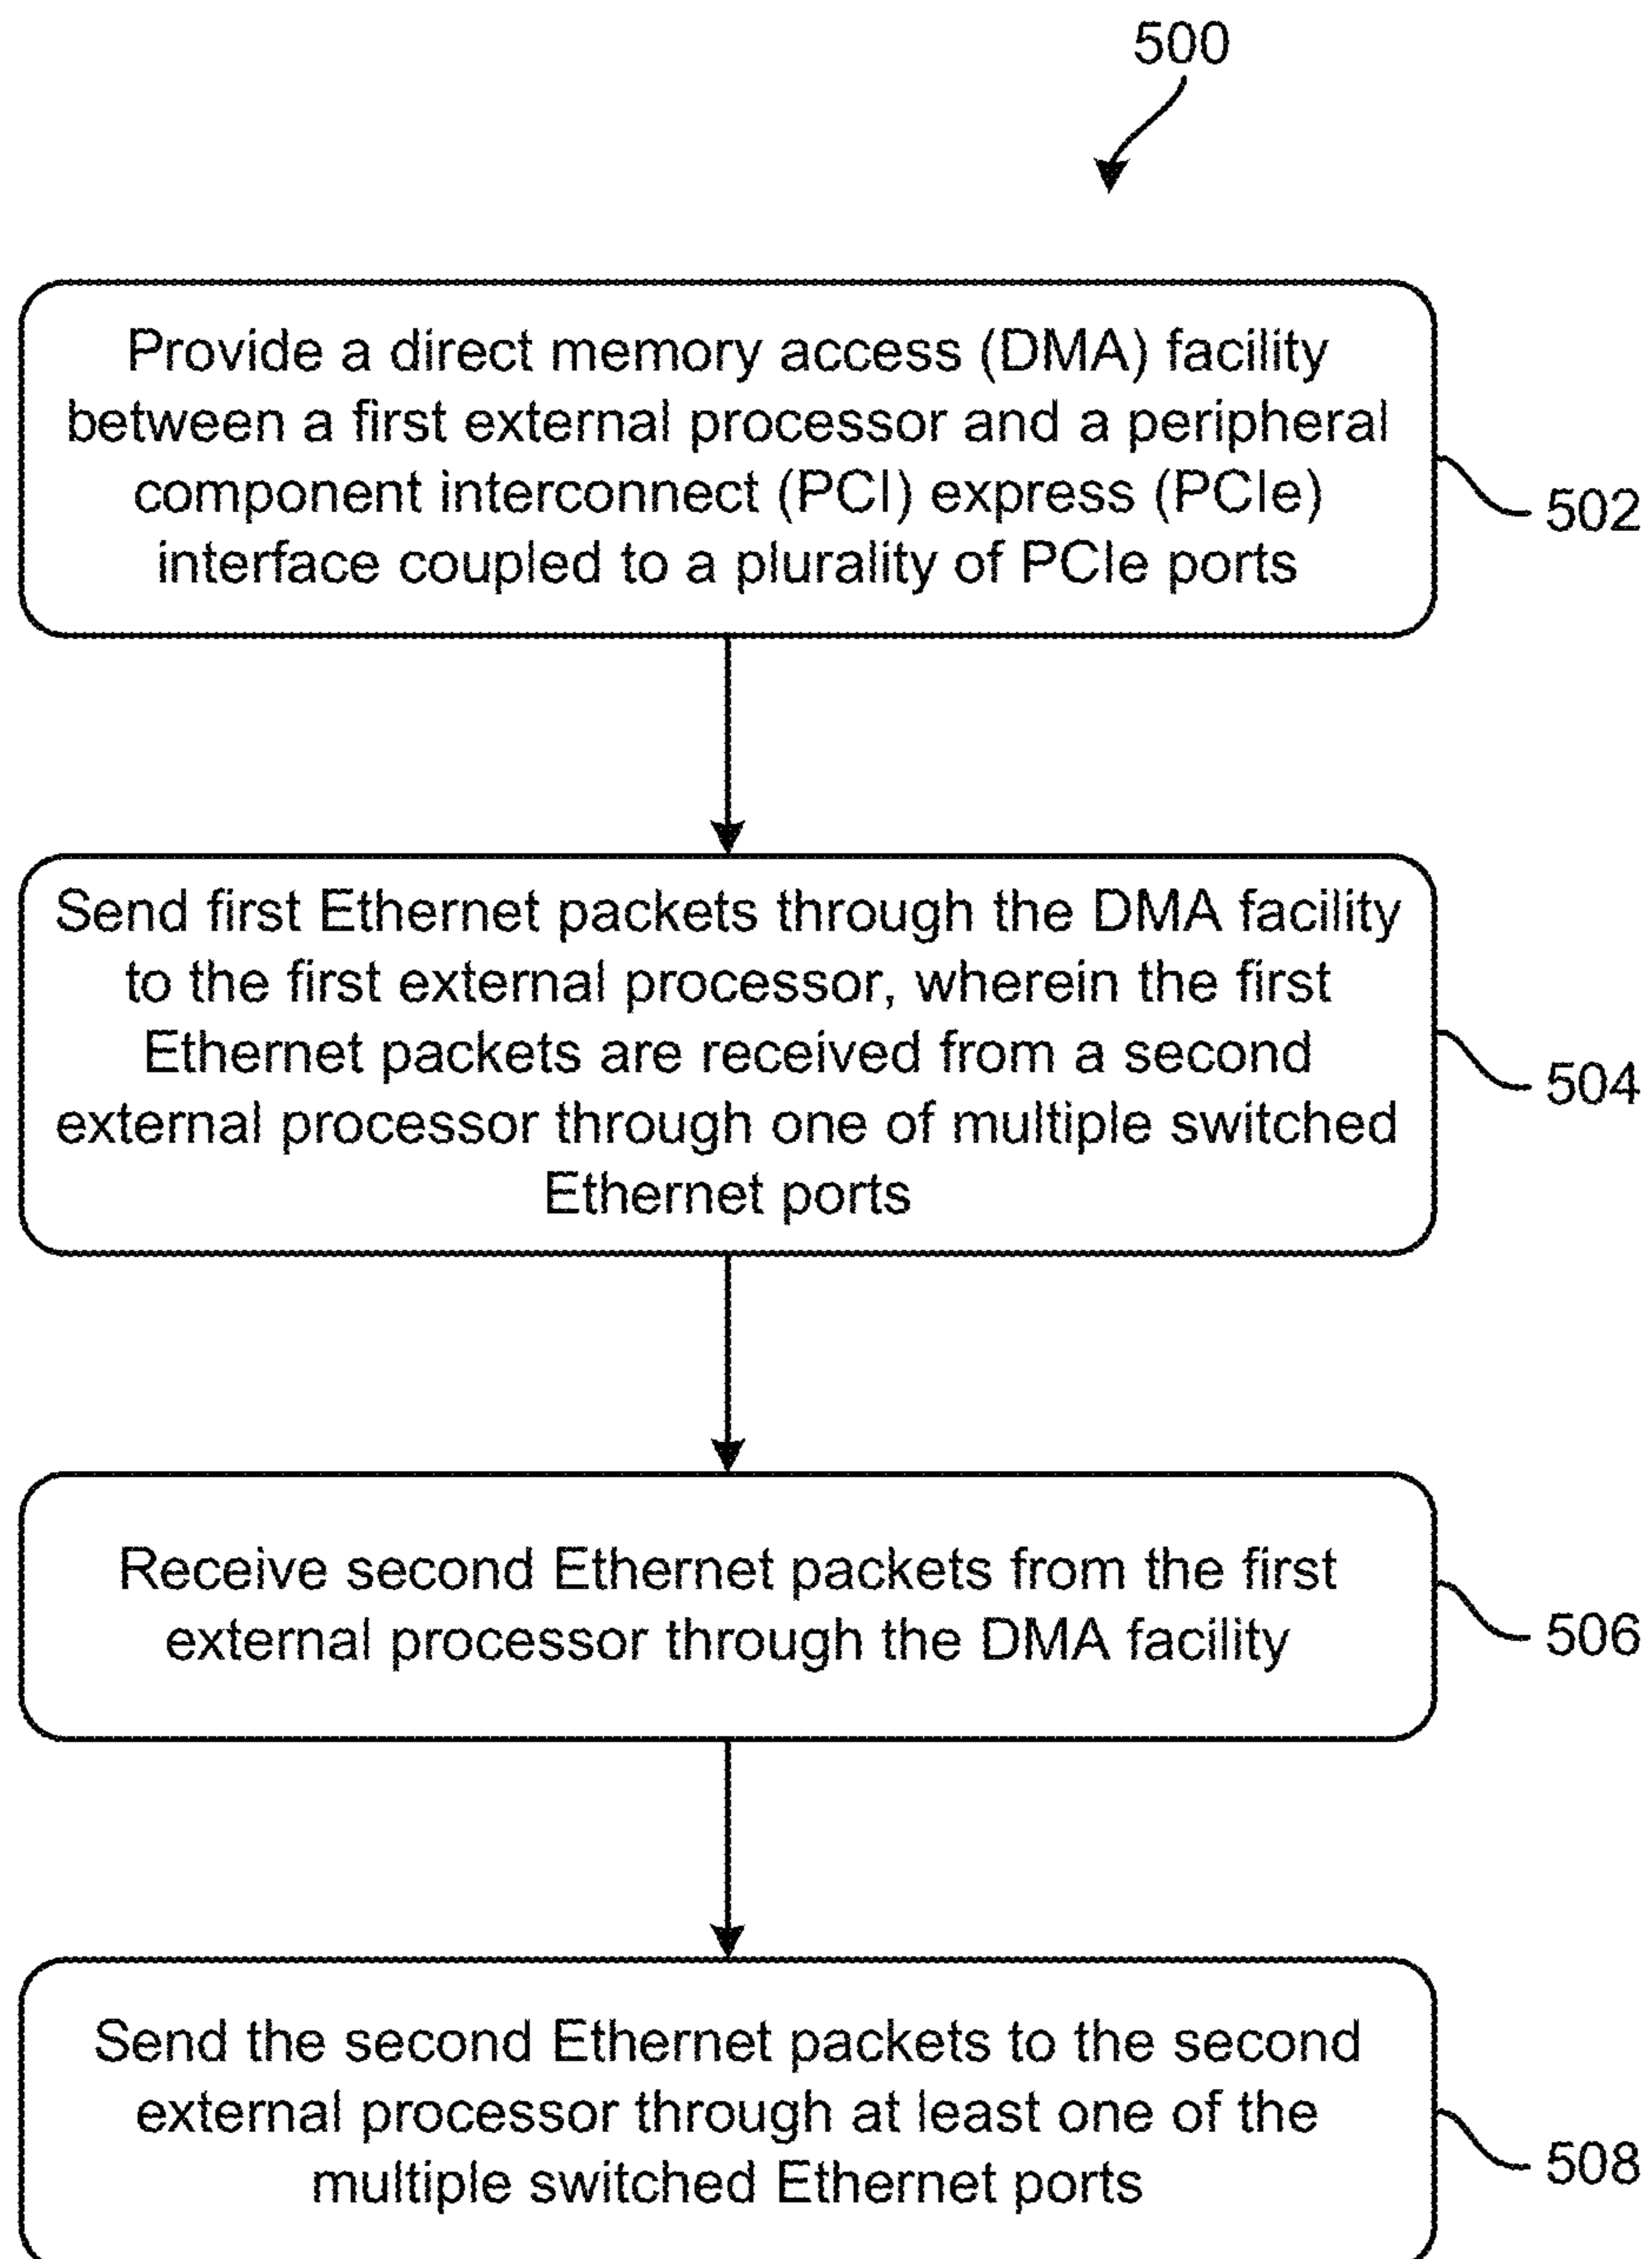 500
Provide a direct memory access (DMA) facility
between a first external processor and a peripheral
component interconnect (PCI) express (PCIe)
interface coupled to a plurality of PCIe ports
502
Send first Ethernet packets through the DMA facility
to the first external processor, wherein the first
Ethernet packets are received from a second
external processor through one of multiple switched
Ethernet ports
504
Receive second Ethernet packets from the first
external processor through the DMA facility
506
Send the second Ethernet packets to the second
external processor through at least one of the
multiple switched Ethernet ports
508